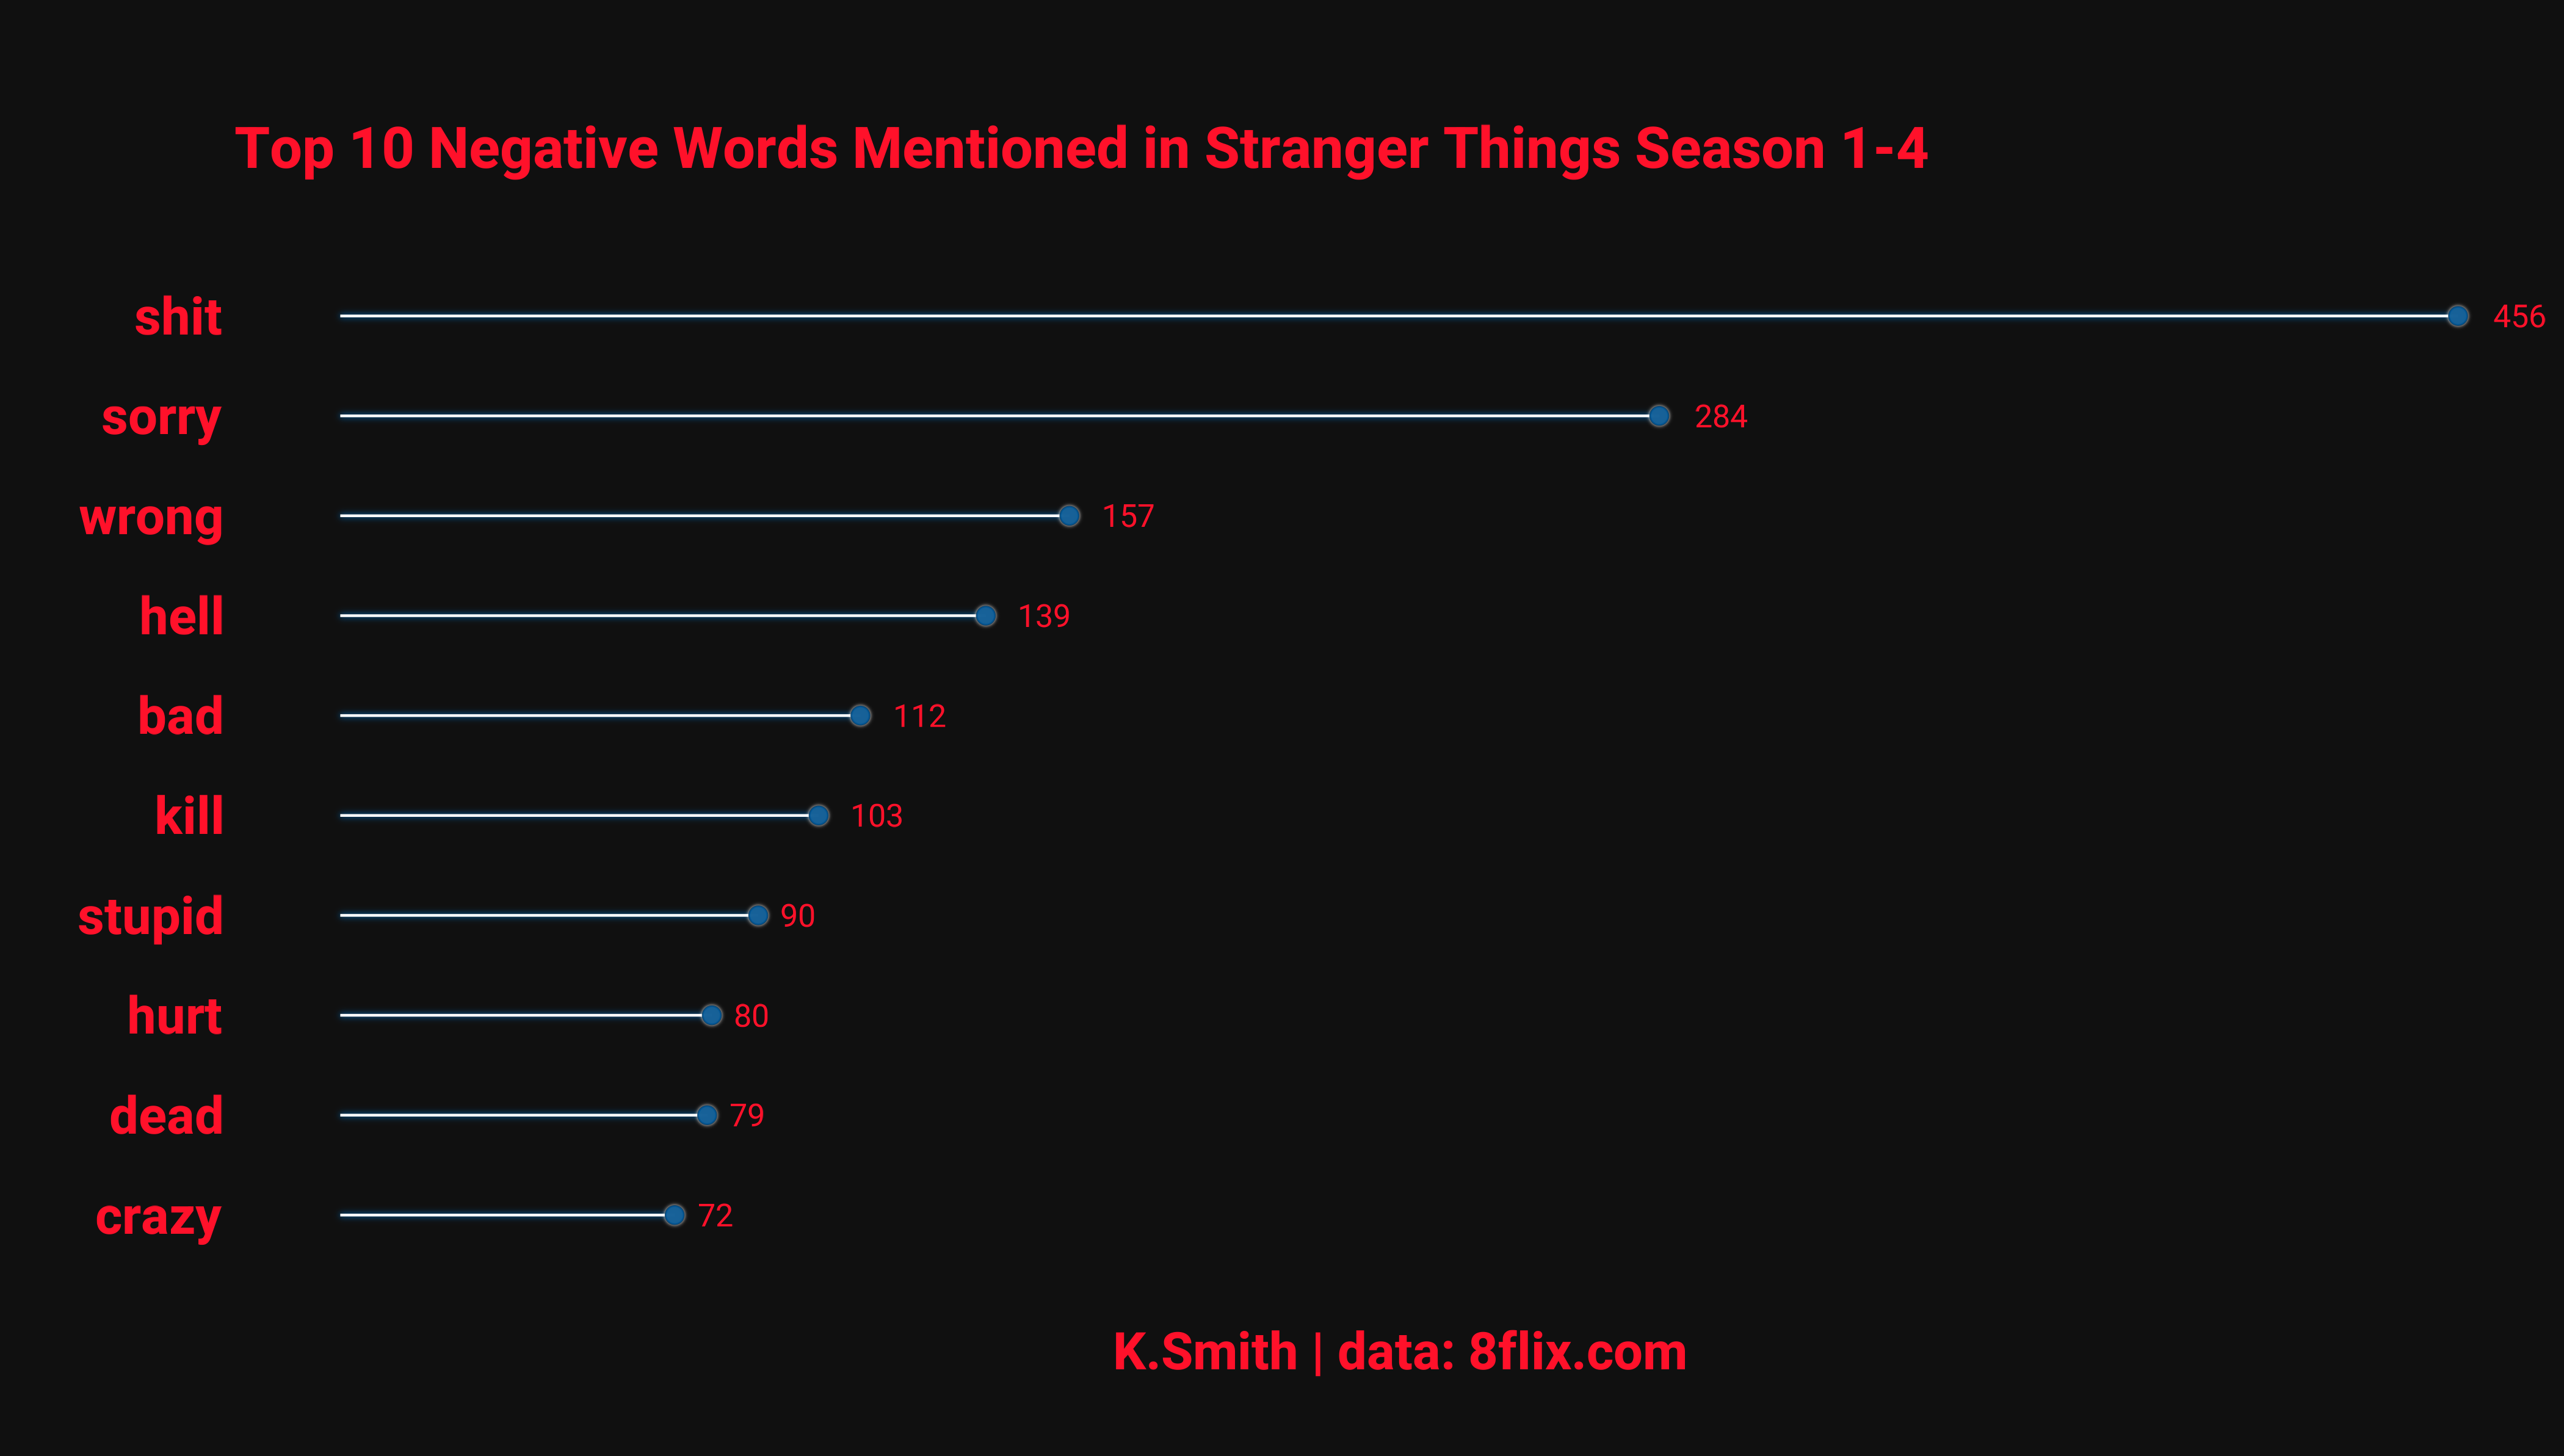 Top 10 Negative Words Mentioned in Stranger Things Season 1-4
shit 456
sorry 284
wrong 157
hell 139
bad 112
kill 103
stupid 90
hurt 80
dead 79
crazy 72
K.Smith | data: 8flix.com